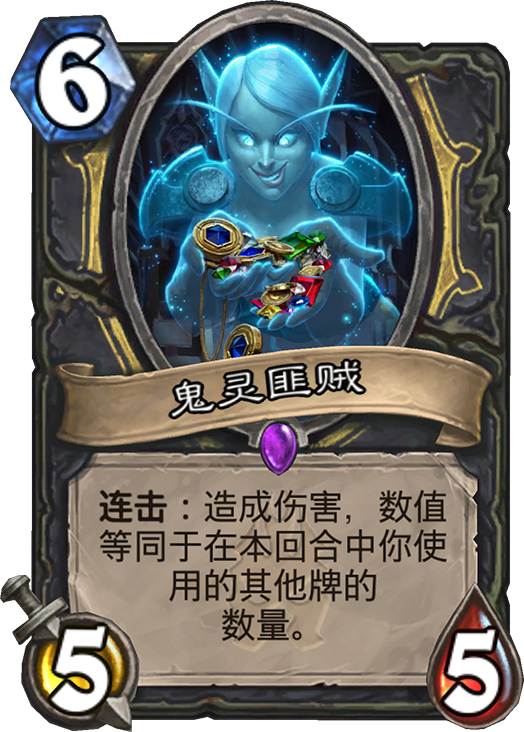 6
鬼灵匪贼
连击：造成伤害，数值
等同于在本回合中你使
用的其他牌的
数量。
5
5